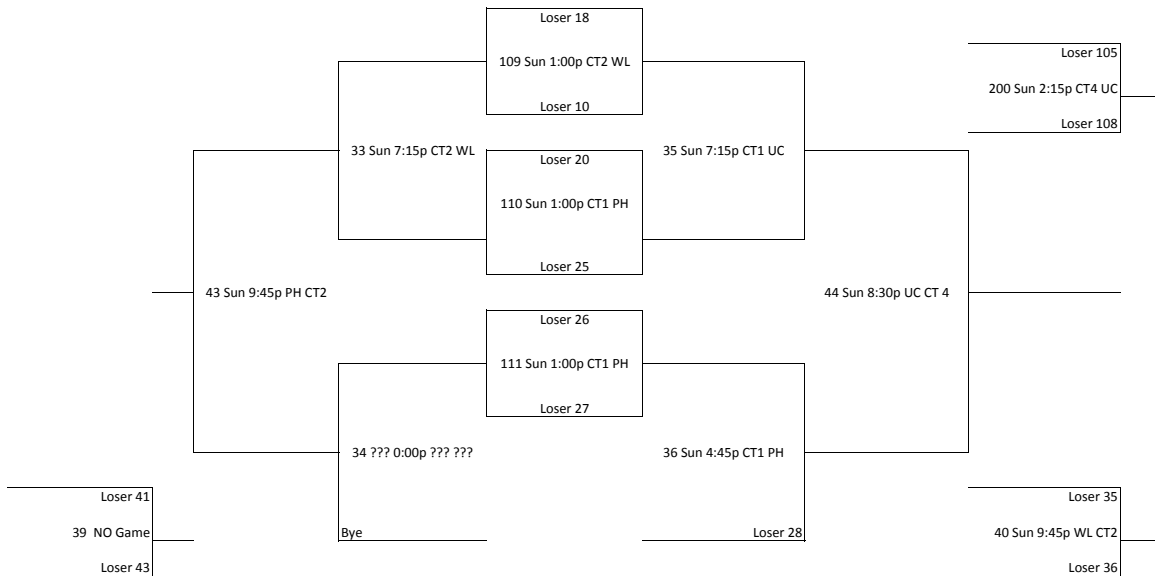 Loser 18
109 Sun 1:00p CT2 WL
Loser 10
Loser 105
200 Sun 2:15p CT4 UC
Loser 108
33 Sun 7:15p CT2 WL
Loser 20
35 Sun 7:15p CT1 UC
110 Sun 1:00p CT1 PH
Loser 25
43 Sun 9:45p PH CT2
44 Sun 8:30p UC CT 4
Loser 26
111 Sun 1:00p CT1 PH
Loser 27
34 ??? 0:00p ??? ???
36 Sun 4:45p CT1 PH
Loser 41
39 NO Game
Loser 43
Bye
Loser 28
Loser 35
40 Sun 9:45p WL CT2
Loser 36